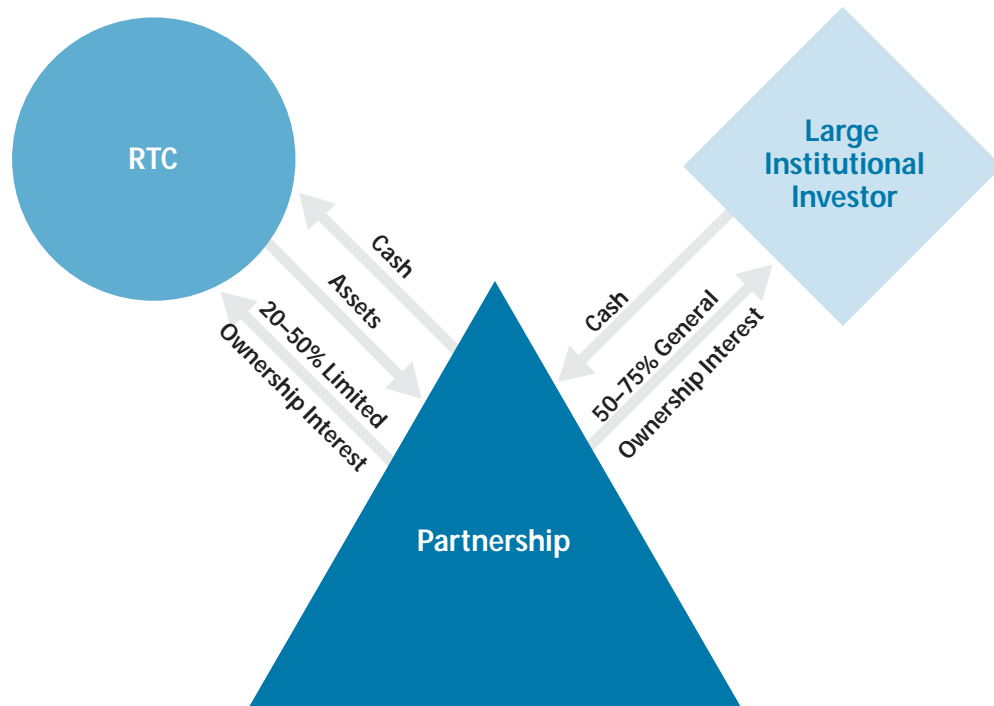 RTC
Large
Institutional
Investor
Cash
Assets
20–50% Limited
Ownership Interest
Cash
50–75% General
Ownership Interest
Partnership